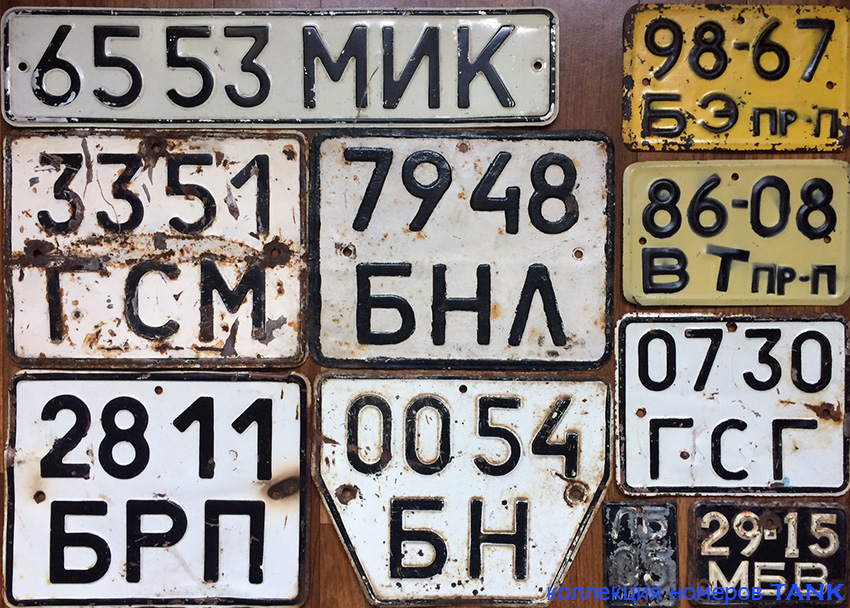 6553 МИК
98-67
Б-Э ПР-П
3351
ГСМ
7948
БНЛ
86-08
ВТ ПР-П
0730
ГСГ
2811
БРП
0054
БН
29-15
МБВ
коллекция номеров TANK